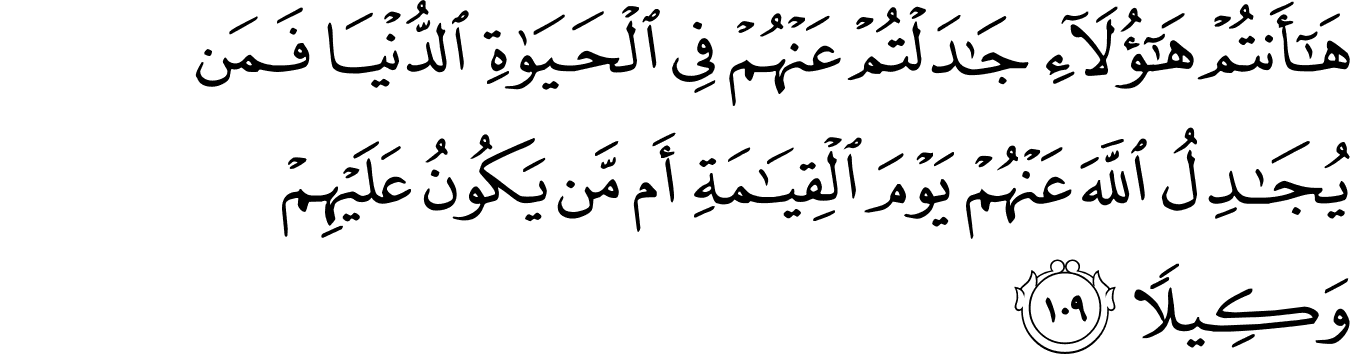 هَـٰٓأَنتُمْ هَـٰٓؤُلَآءِ جَـٰدَلْتُمْ عَنْهُمْ فِى ٱلْحَيَوٰةِ ٱلدُّنْيَا فَمَن
يُجَـٰدِلُ ٱللَّهَ عَنْهُمْ يَوْمَ ٱلْقِيَـٰمَةِ أَم مَّن يَكُونُ عَلَيْهِمْ
وَكِيلًا ١٠٩